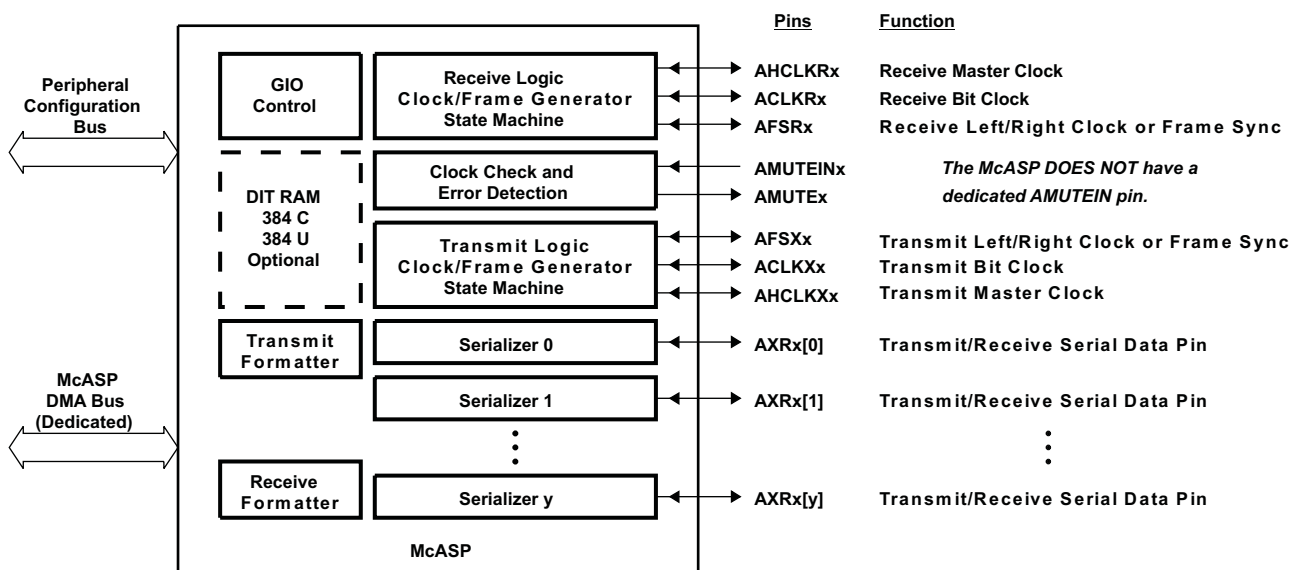 Pins
Function
Peripheral
Configuration
Bus
GIO
Control
Receive Logic
Clock/Frame Generator
State Machine
AHCLKRx
Receive Master Clock
ACLKRx
Receive Bit Clock
AFSRx
Receive Left/Right Clock or Frame Sync
DIT RAM
384 C
384 U
Optional
Clock Check and
Error Detection
AMUTEINx
AMUTEx
The McASP DOES NOT have a
dedicated AMUTEIN pin.
Transmit Logic
Clock/Frame Generator
State Machine
AFSXx
Transmit Left/Right Clock or Frame Sync
ACLKXx
Transmit Bit Clock
AHCLKXx
Transmit Master Clock
McASP
DMA Bus
(Dedicated)
Transmit
Formatter
Serializer 0
AXRx[0]
Transmit/Receive Serial Data Pin
Serializer 1
AXRx[1]
Transmit/Receive Serial Data Pin
Receive
Formatter
Serializer y
AXRx[y]
Transmit/Receive Serial Data Pin
McASP